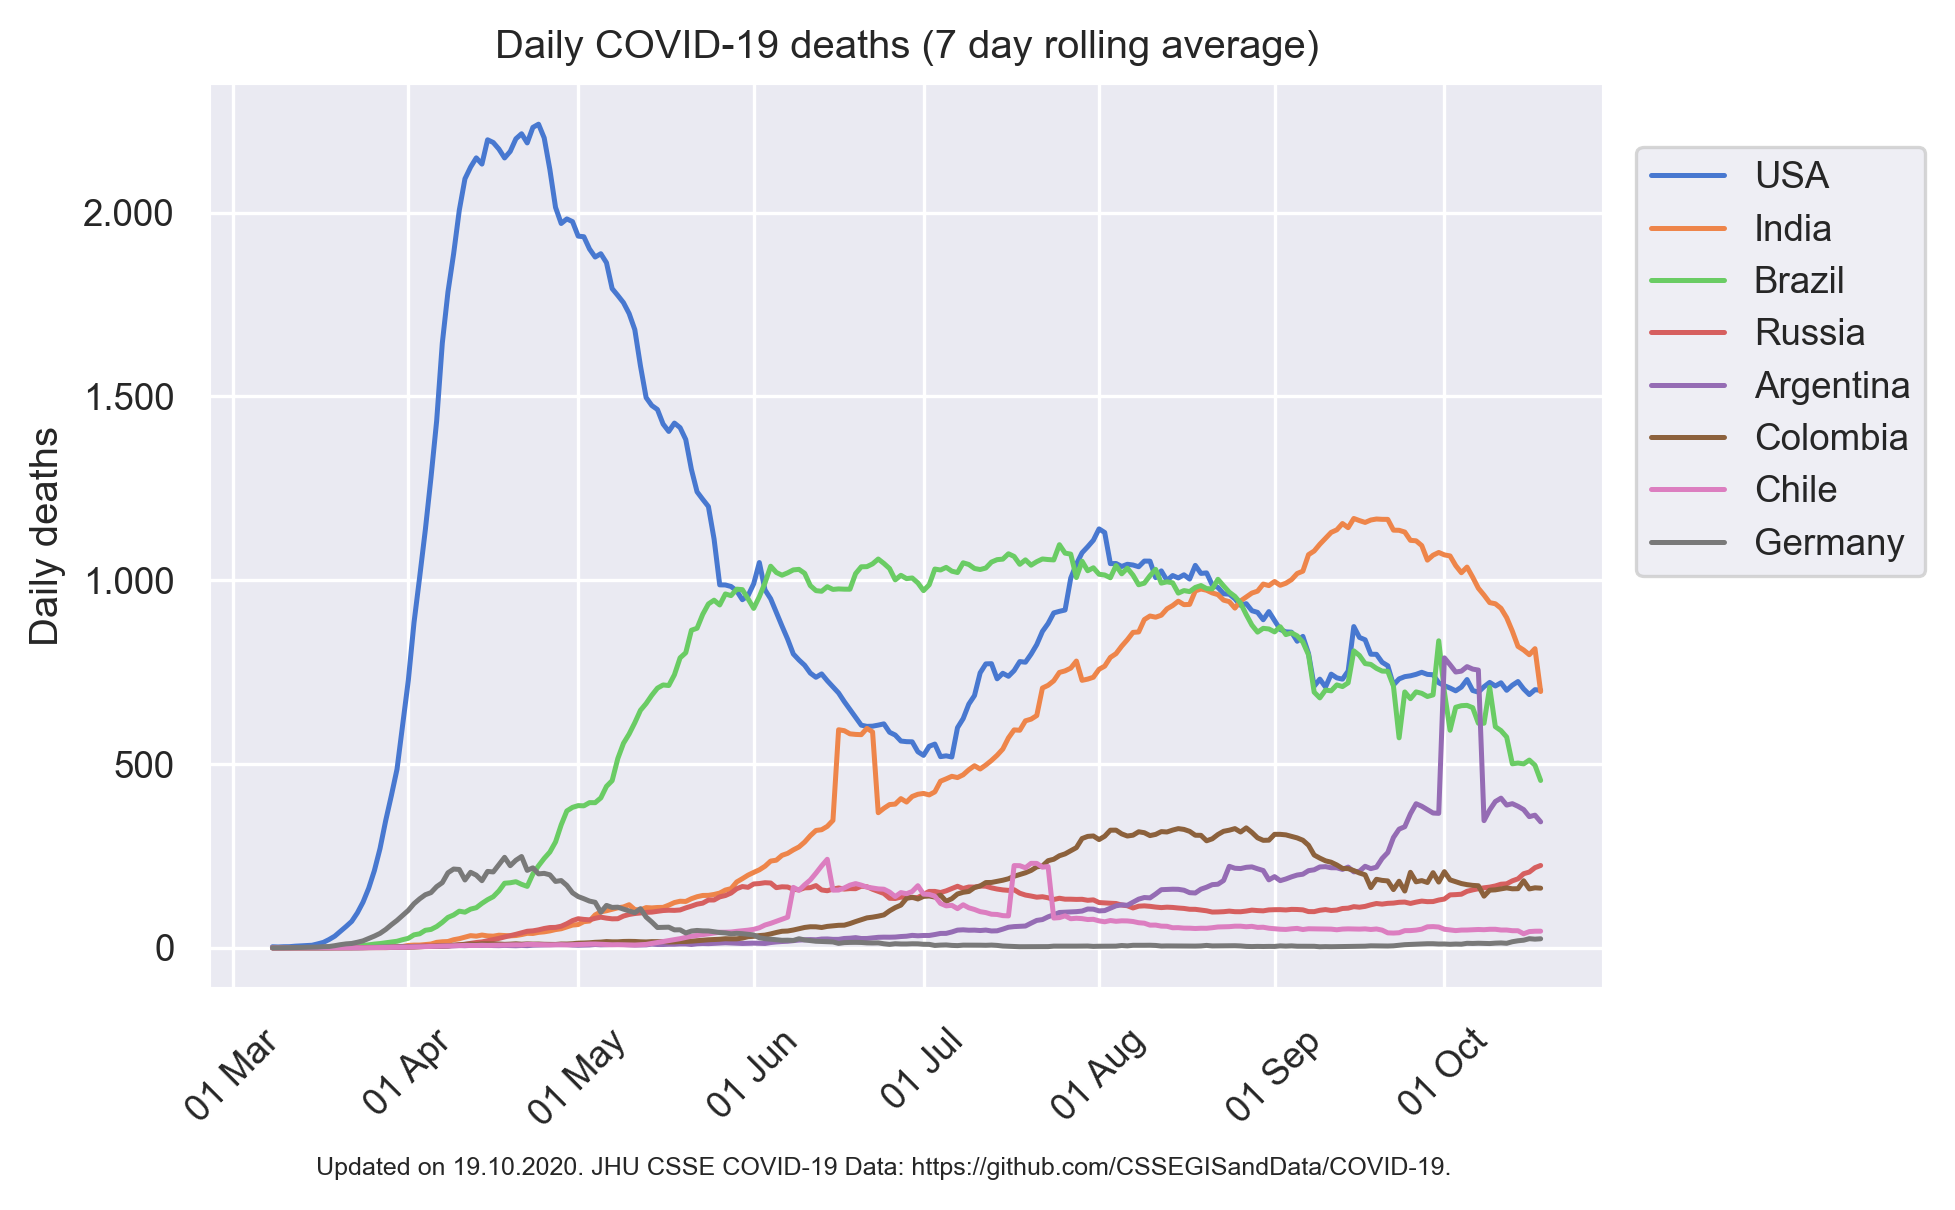 Daily COVID-19 deaths (7 day rolling average)
Daily deaths
2.000
1.500
1.000
500
0
01 Mar
01 Apr
01 May
01 Jun
01 Jul
01 Aug
01 Sep
01 Oct
USA
India
Brazil
Russia
Argentina
Colombia
Chile
Germany
Updated on 19.10.2020. JHU CSSE COVID-19 Data: https://github.com/CSSEGISandData/COVID-19.